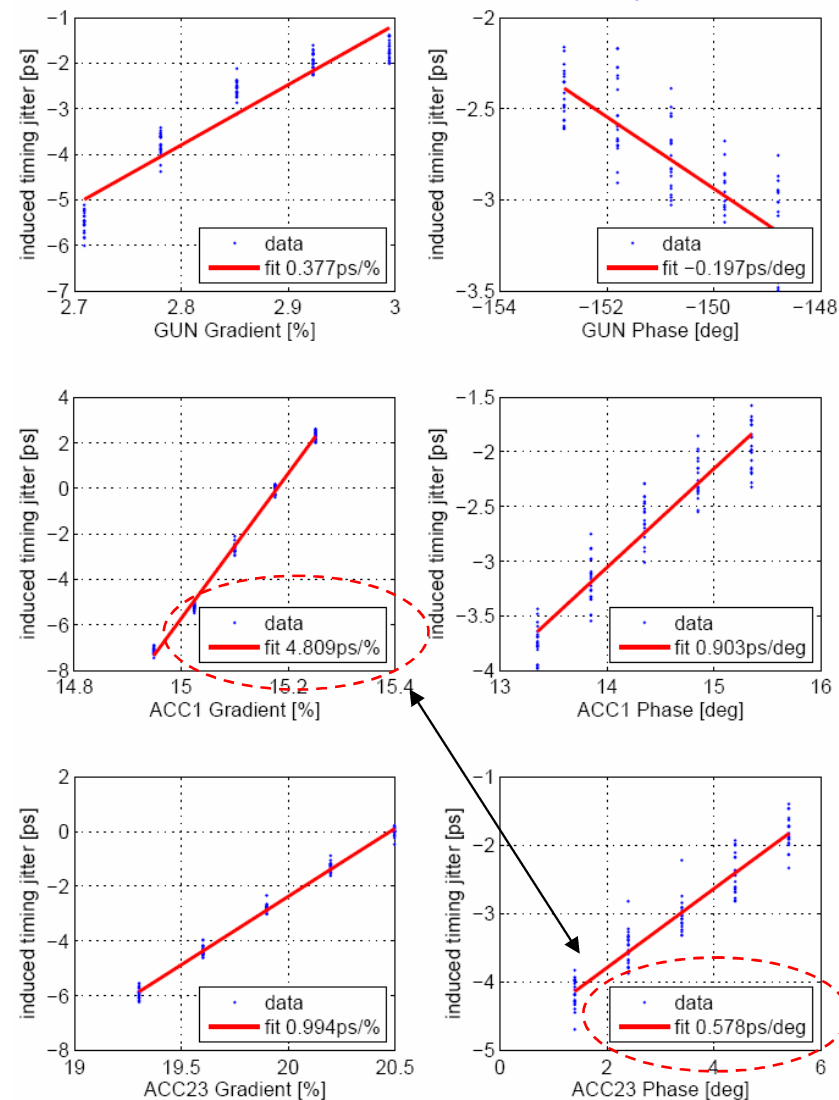 −1
−2
−3
−4
−5
−6
−7
induced timing jitter [ps]
data
fit 0.377ps/%
2.7
2.8
2.9
3
GUN Gradient [%]
−2
−2.5
−3
−3.5
induced timing jitter [ps]
data
fit −0.197ps/deg
−154
−152
−150
−148
GUN Phase [deg]
4
2
0
−2
−4
−6
−8
induced timing jitter [ps]
data
fit 4.809ps/%
14.8
15
15.2
15.4
ACC1 Gradient [%]
−1.5
−2
−2.5
−3
−3.5
−4
induced timing jitter [ps]
data
fit 0.903ps/deg
13
14
15
16
ACC1 Phase [deg]
2
0
−2
−4
−6
−8
induced timing jitter [ps]
data
fit 0.994ps/%
19
19.5
20
20.5
ACC23 Gradient [%]
−1
−2
−3
−4
−5
induced timing jitter [ps]
data
fit 0.578ps/deg
0
2
4
6
ACC23 Phase [deg]